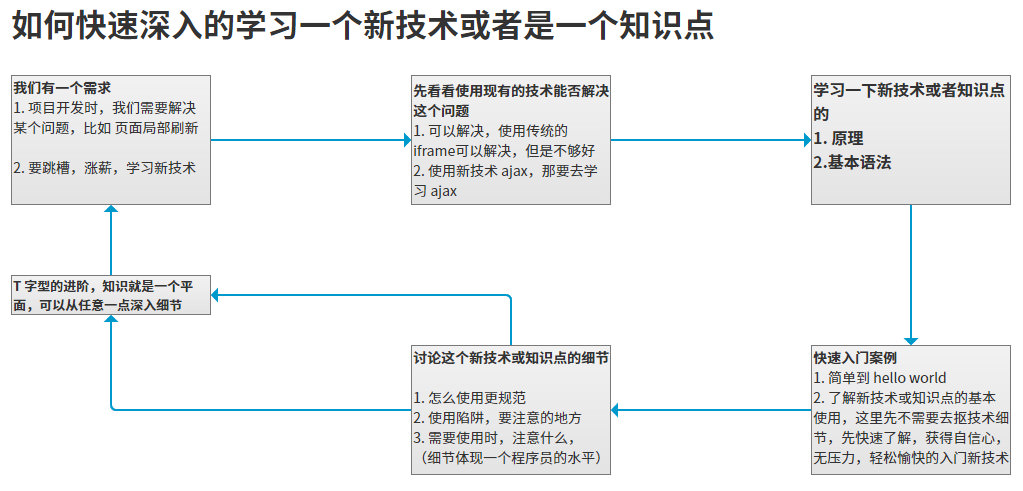 如何快速深入的学习一个新技术或者是一个知识点
我们有一个需求
1. 项目开发时，我们需要解决
某个问题，比如 页面局部刷新
2. 要跳槽，涨薪，学习新技术
先看看使用现有的技术能否解决
这个问题
1. 可以解决，使用传统的
iframe可以解决，但是不够好
2. 使用新技术 ajax，那要去学
习 ajax
学习一下新技术或者知识点
的
1. 原理
2.基本语法
快速入门案例
1. 简单到 hello world
2. 了解新技术或知识点的基本
使用，这里先不需要去抠技术细
节，先快速了解，获得自信心，
无压力，轻松愉快的入门新技术
讨论这个新技术或知识点的细节
1. 怎么使用更规范
2. 使用陷阱，要注意的地方
3. 需要使用时，注意什么，
（细节体现一个程序员的水平）
T 字型的进阶，知识就是一个平
面，可以从任意一点深入细节